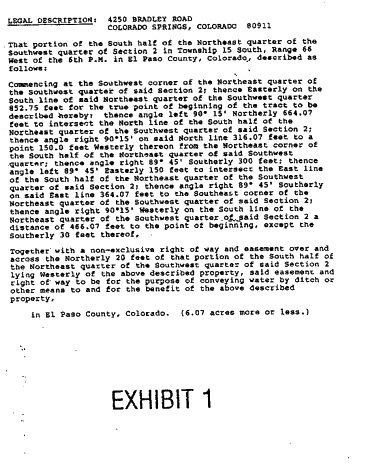 LEGAL DESCRIPTION: 4250 BRADLEY ROAD
COLORADO SPRINGS, COLORADO 80911
That portion of the South half of the Northeast quarter of the
Southwest quarter of Section 2 in Township 15 South, Range 66
West of the 6th P.M. in El Paso County, Colorado, described as
follows:
Commencing at the Southwest corner of the Northeast quarter of
the Southwest quarter of said Section 2; thence Easterly on the
South line of said Northeast quarter of the Southwest quarter
852.75 feet for the true point of beginning of the tract to be
described hereby: thence angle left 90° 15' Northerly 664.07
feet to intersect the North line of the South half of the
Northeast quarter of the Southwest quarter of said Section 2;
thence angle right 90°15' on said North line 316.07 feet to a
point 150.0 feet Westerly thereon from the Northeast corner of
the South half of the Northeast quarter of said Southwest
quarter; thence angle right 89° 45' Southerly 300 feet; thence
angle left 89° 45' Easterly 150 feet to intersect the East line
of the South half of the Northeast quarter of the Southwest
quarter of said Section 2; thence angle right 89° 45' Southerly
on said East line 364.07 feet to the Southeast corner of the
Northeast quarter of the Southwest quarter of said Section 2;
thence angle right 90°15' Westerly on the South line of the
Northeast quarter of the Southwest quarter of said Section 2 a
distance of 466.07 feet to the point of beginning, except the
Southerly 30 feet thereof,
Together with a non-exclusive right of way and easement over and
across the Northerly 20 feet of that portion of the South half of
the Northeast quarter of the Southwest quarter of said Section 2
lying Westerly of the above described property, said easement and
right of way to be for the purpose of conveying water by ditch or
other means to and for the benefit of the above described
property,
in El Paso County, Colorado. (6.07 acres more or less.)
EXHIBIT 1